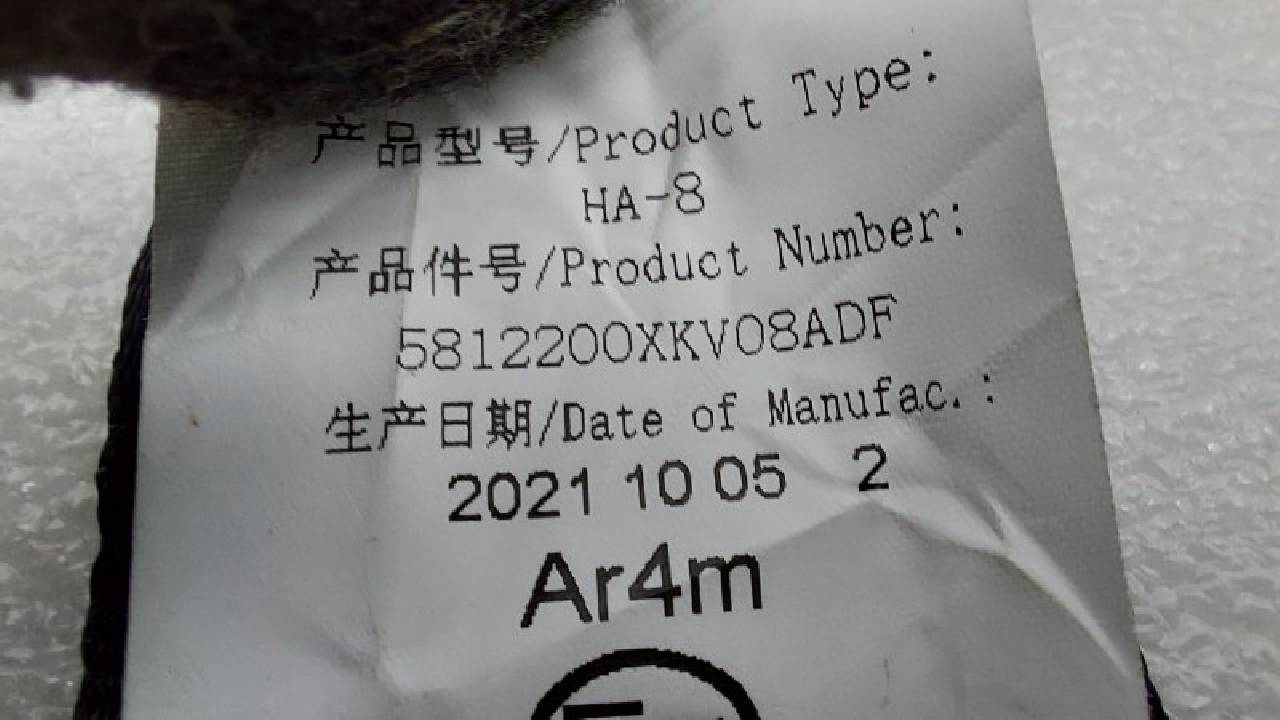 产品型号/Product Type:
HA-8
产品件号/Product Number:
5812200XKV08ADF
生产日期/Date of Manufac.:
2021 10 05 2
Ar4m